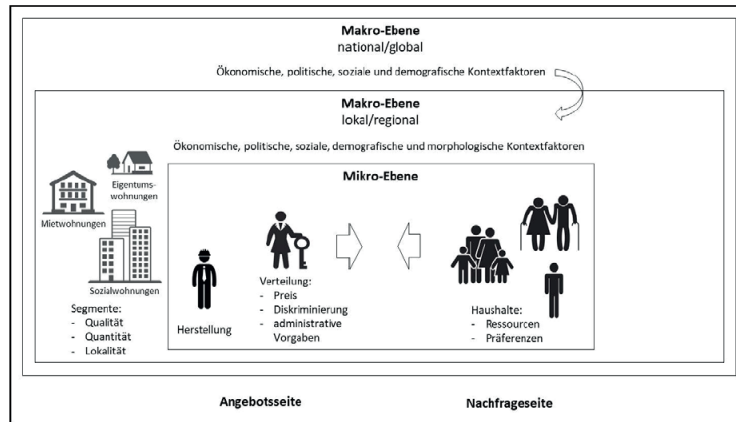 Makro-Ebene
national/global
Ökonomische, politische, soziale und demografische Kontextfaktoren
Makro-Ebene
lokal/regional
Ökonomische, politische, soziale, demografische und morphologische Kontextfaktoren
Mikro-Ebene
Eigentums-
wohnungen
Mietwohnungen
Sozialwohnungen
Segmente:
- Qualität
- Quantität
- Lokalität
Herstellung
Verteilung:
- Preis
- Diskriminierung
- administrative
Vorgaben
Haushalte:
- Ressourcen
- Präferenzen
Angebotsseite
Nachfrageseite